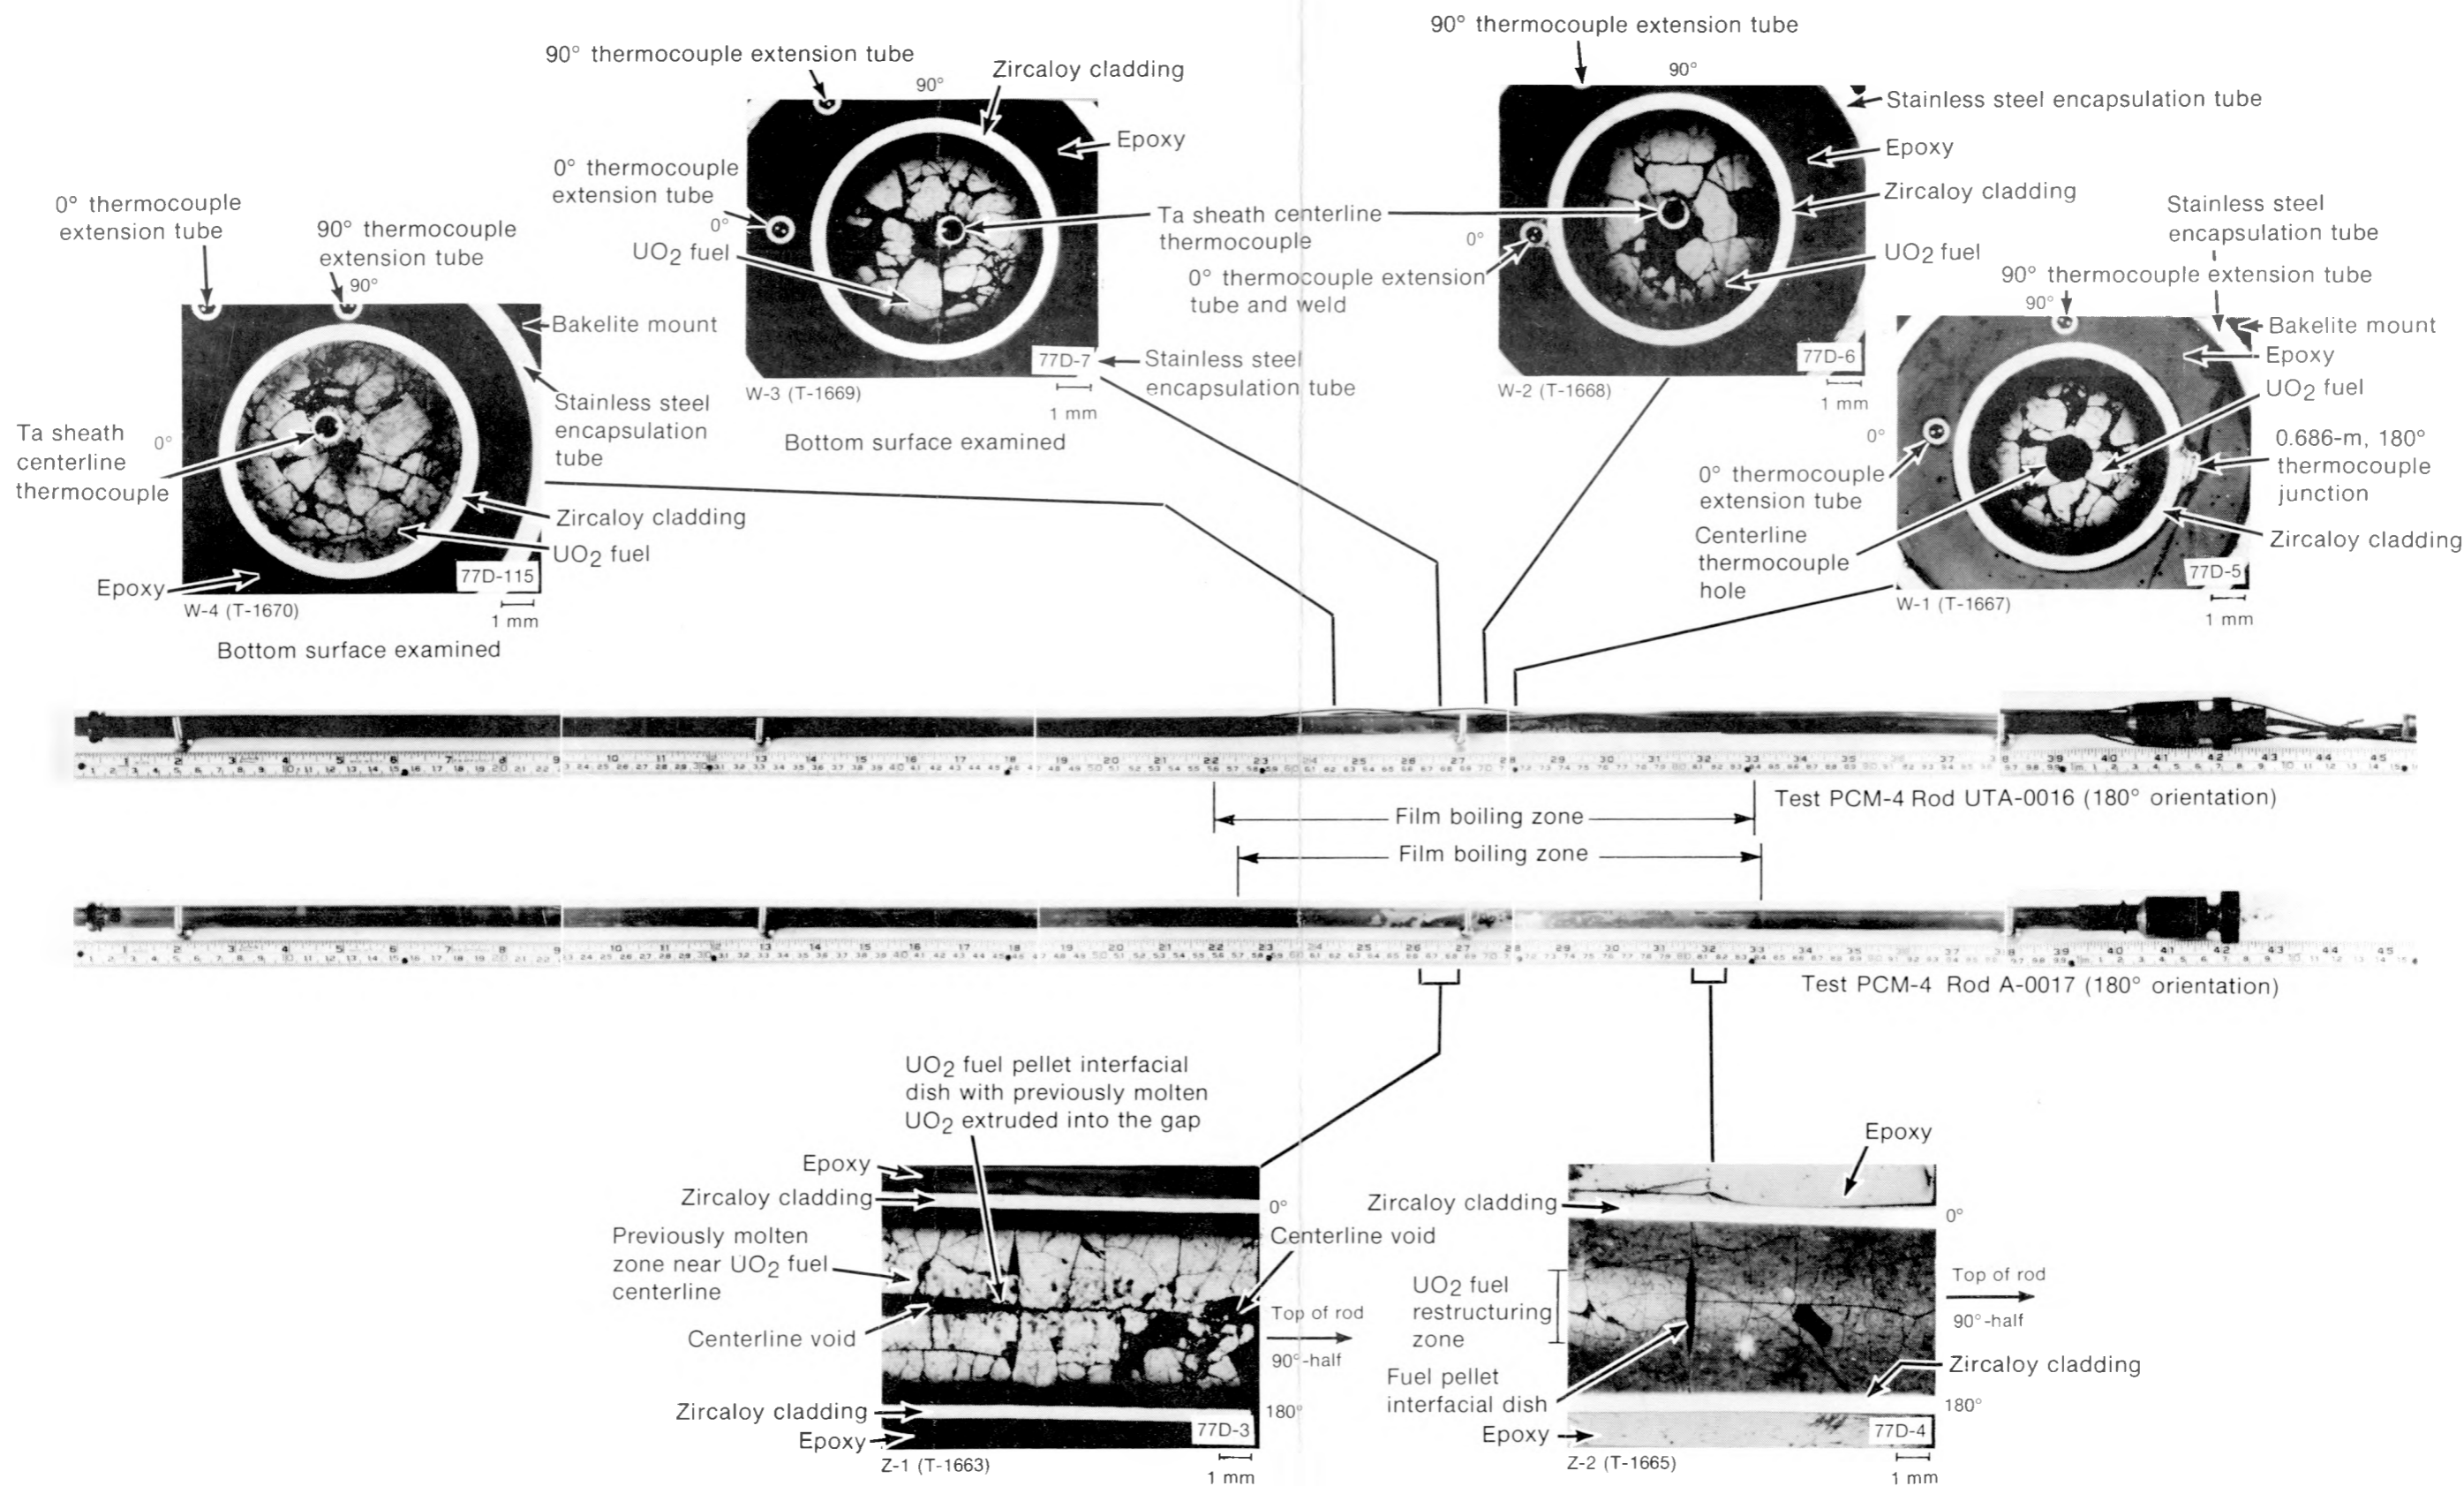 90° thermocouple extension tube
90°
Zircaloy cladding
Epoxy
0° thermocouple
extension tube
0°
UO2 fuel
Ta sheath centerline
thermocouple
77D-7
Stainless steel
encapsulation tube
W-3 (T-1669)
1 mm
Bottom surface examined
90° thermocouple extension tube
90°
Stainless steel encapsulation tube
Epoxy
Zircaloy cladding
UO2 fuel
0°
0° thermocouple extension
tube and weld
77D-6
W-2 (T-1668)
1 mm
0° thermocouple
extension tube
90° thermocouple
extension tube
90°
Bakelite mount
Stainless steel
encapsulation
tube
Ta sheath
centerline
thermocouple
0°
Zircaloy cladding
UO2 fuel
Epoxy
77D-115
W-4 (T-1670)
1 mm
Bottom surface examined
Stainless steel
encapsulation tube
90° thermocouple extension tube
90°
Bakelite mount
Epoxy
UO2 fuel
0°
0.686-m, 180°
thermocouple
junction
0° thermocouple
extension tube
Centerline
thermocouple
hole
Zircaloy cladding
77D-5
W-1 (T-1667)
1 mm
Test PCM-4 Rod UTA-0016 (180° orientation)
Film boiling zone
Film boiling zone
Test PCM-4 Rod A-0017 (180° orientation)
UO2 fuel pellet interfacial
dish with previously molten
UO2 extruded into the gap
Epoxy
Zircaloy cladding
0°
Previously molten
zone near UO2 fuel
centerline
Centerline void
Centerline void
Top of rod
90°-half
Zircaloy cladding
180°
Epoxy
77D-3
Z-1 (T-1663)
1 mm
Epoxy
Zircaloy cladding
0°
UO2 fuel
restructuring
zone
Top of rod
90°-half
Fuel pellet
interfacial dish
Zircaloy cladding
180°
Epoxy
77D-4
Z-2 (T-1665)
1 mm